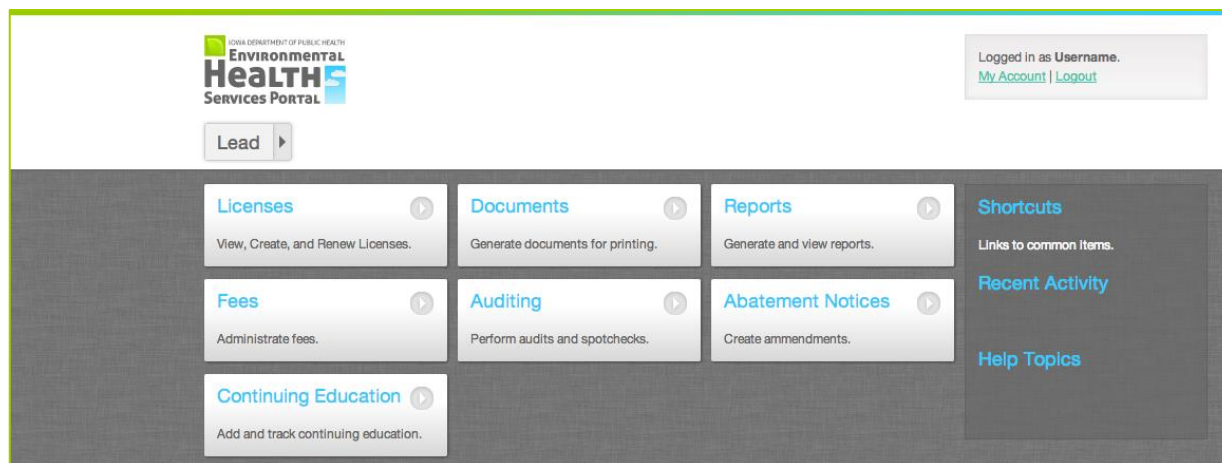 IOWA DEPARTMENT OF PUBLIC HEALTH
ENVIRONMENTAL
HEALTH
SERVICES PORTAL
Logged in as Username.
My Account | Logout
Lead
Licenses
View, Create, and Renew Licenses.
Documents
Generate documents for printing.
Reports
Generate and view reports.
Shortcuts
Links to common items.
Fees
Administrate fees.
Auditing
Perform audits and spotchecks.
Abatement Notices
Create ammendments.
Recent Activity
Help Topics
Continuing Education
Add and track continuing education.